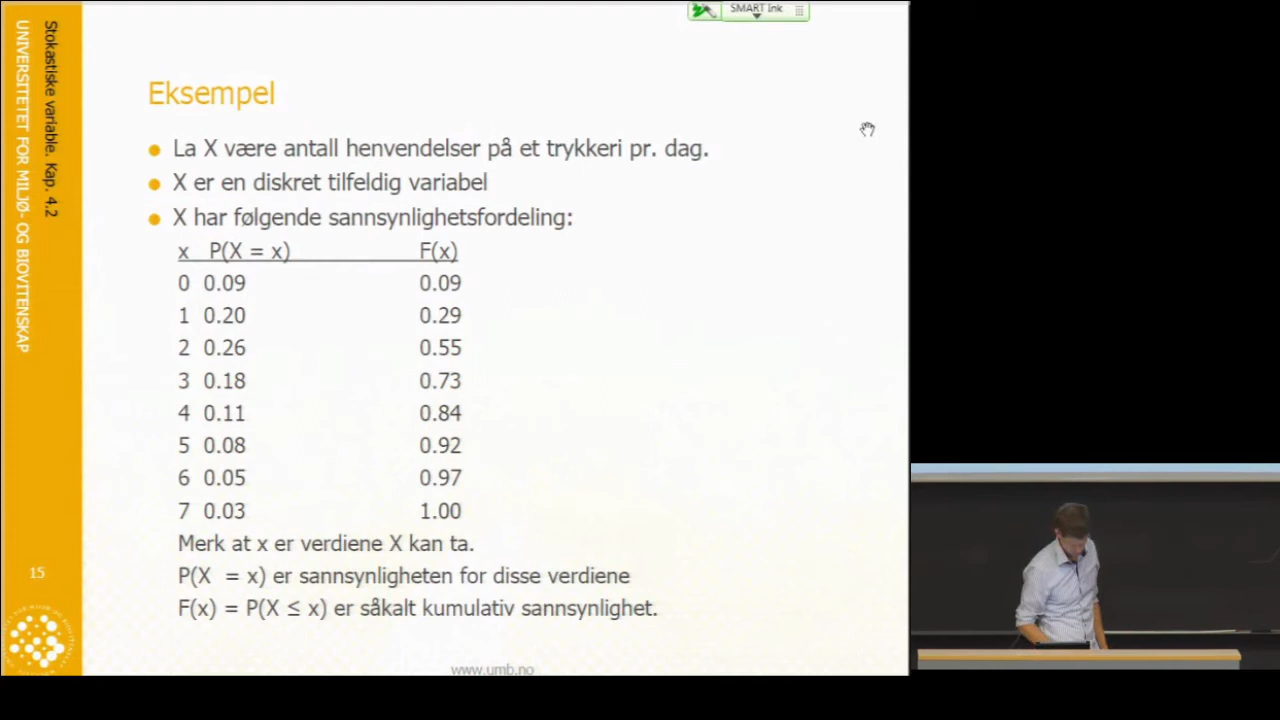 SMART Ink
Stokastiske variable. Kap. 4.2
UNIVERSITETET FOR MILJØ- OG BIOVITENSKAP
Eksempel
La X være antall henvendelser på et trykkeri pr. dag.
X er en diskret tilfeldig variabel
X har følgende sannsynlighetsfordeling:
x P(X = x) F(x)
0 0.09 0.09
1 0.20 0.29
2 0.26 0.55
3 0.18 0.73
4 0.11 0.84
5 0.08 0.92
6 0.05 0.97
7 0.03 1.00
Merk at x er verdiene X kan ta.
P(X = x) er sannsynligheten for disse verdiene
F(x) = P(X ≤ x) er såkalt kumulativ sannsynlighet.
15
www.umb.no